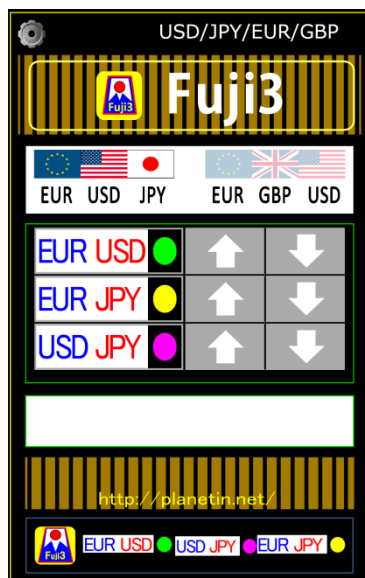 USD/JPY/EUR/GBP
Fuji3 Fuji3
EUR USD JPY EUR GBP USD
EUR USD
EUR JPY
USD JPY
http://planetin.net/
Fuji3 EUR USD USD JPY EUR JPY